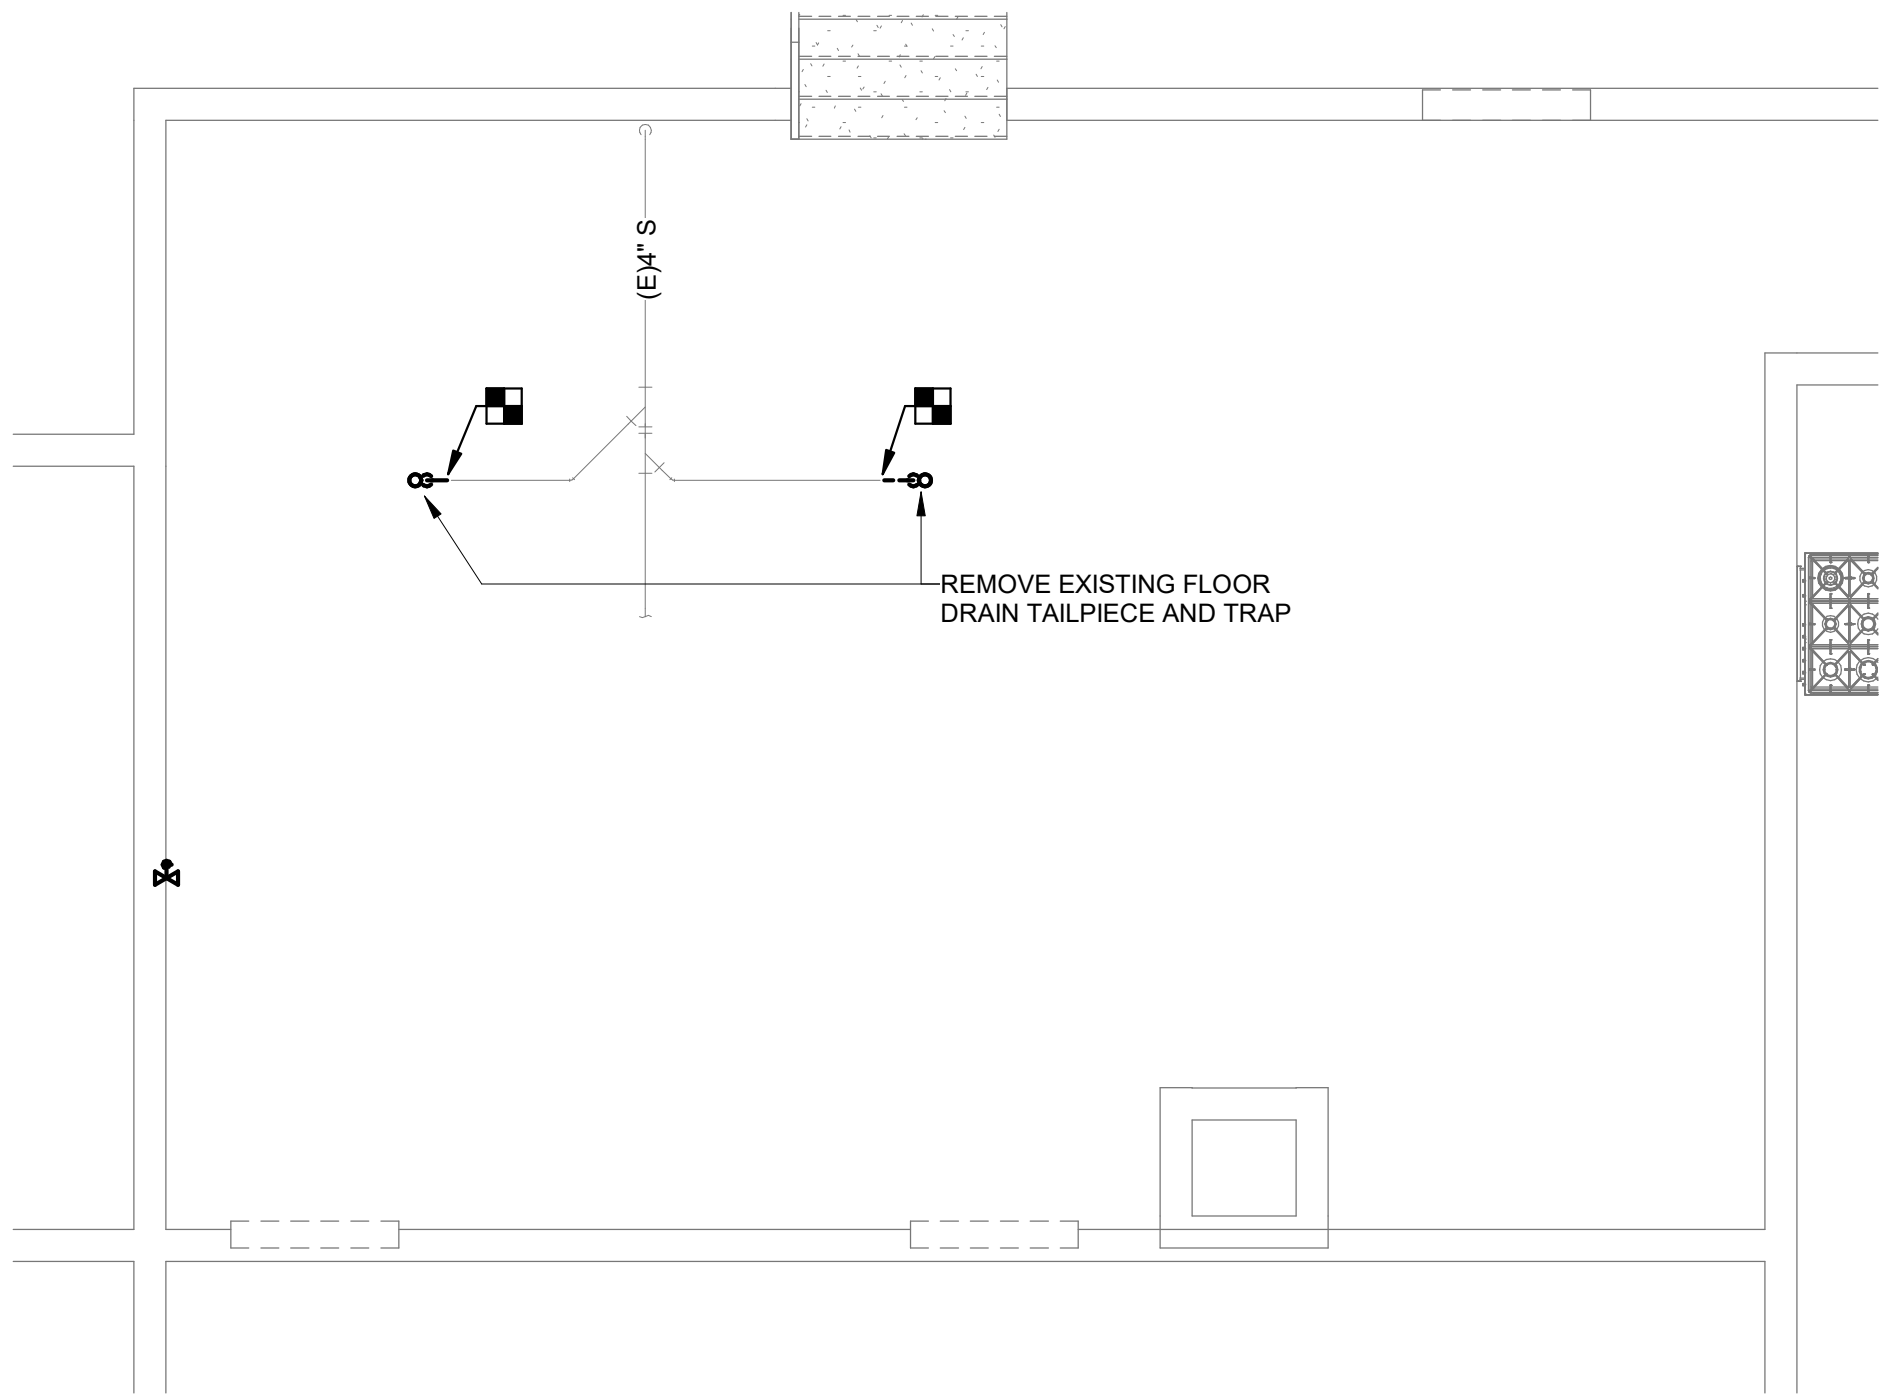 (E)4" S
REMOVE EXISTING FLOOR
DRAIN TAILPIECE AND TRAP